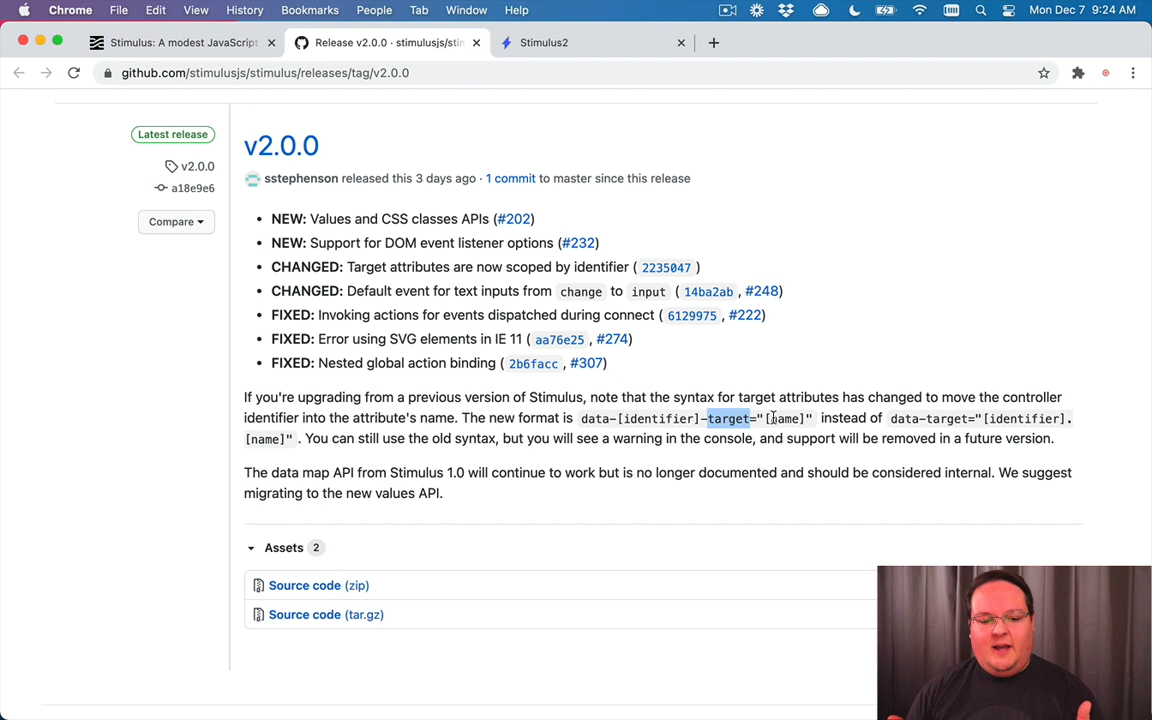 Chrome File Edit View History Bookmarks People Tab Window Help Mon Dec 7 9:24 AM
Stimulus: A modest JavaScript
Release v2.0.0 · stimulusjs/stin
Stimulus2
github.com/stimulusjs/stimulus/releases/tag/v2.0.0
Latest release
v2.0.0
a18e9e6
Compare
v2.0.0
sstephenson released this 3 days ago · 1 commit to master since this release
• NEW: Values and CSS classes APIs (#202)
• NEW: Support for DOM event listener options (#232)
• CHANGED: Target attributes are now scoped by identifier ( 2235047 )
• CHANGED: Default event for text inputs from change to input ( 14ba2ab , #248)
• FIXED: Invoking actions for events dispatched during connect ( 6129975 , #222)
• FIXED: Error using SVG elements in IE 11 ( aa76e25 , #274)
• FIXED: Nested global action binding ( 2b6facc , #307)
If you're upgrading from a previous version of Stimulus, note that the syntax for target attributes has changed to move the controller
identifier into the attribute's name. The new format is data-[identifier]-target="[name]" instead of data-target="[identifier].
[name]" . You can still use the old syntax, but you will see a warning in the console, and support will be removed in a future version.
The data map API from Stimulus 1.0 will continue to work but is no longer documented and should be considered internal. We suggest
migrating to the new values API.
Assets 2
Source code (zip)
Source code (tar.gz)